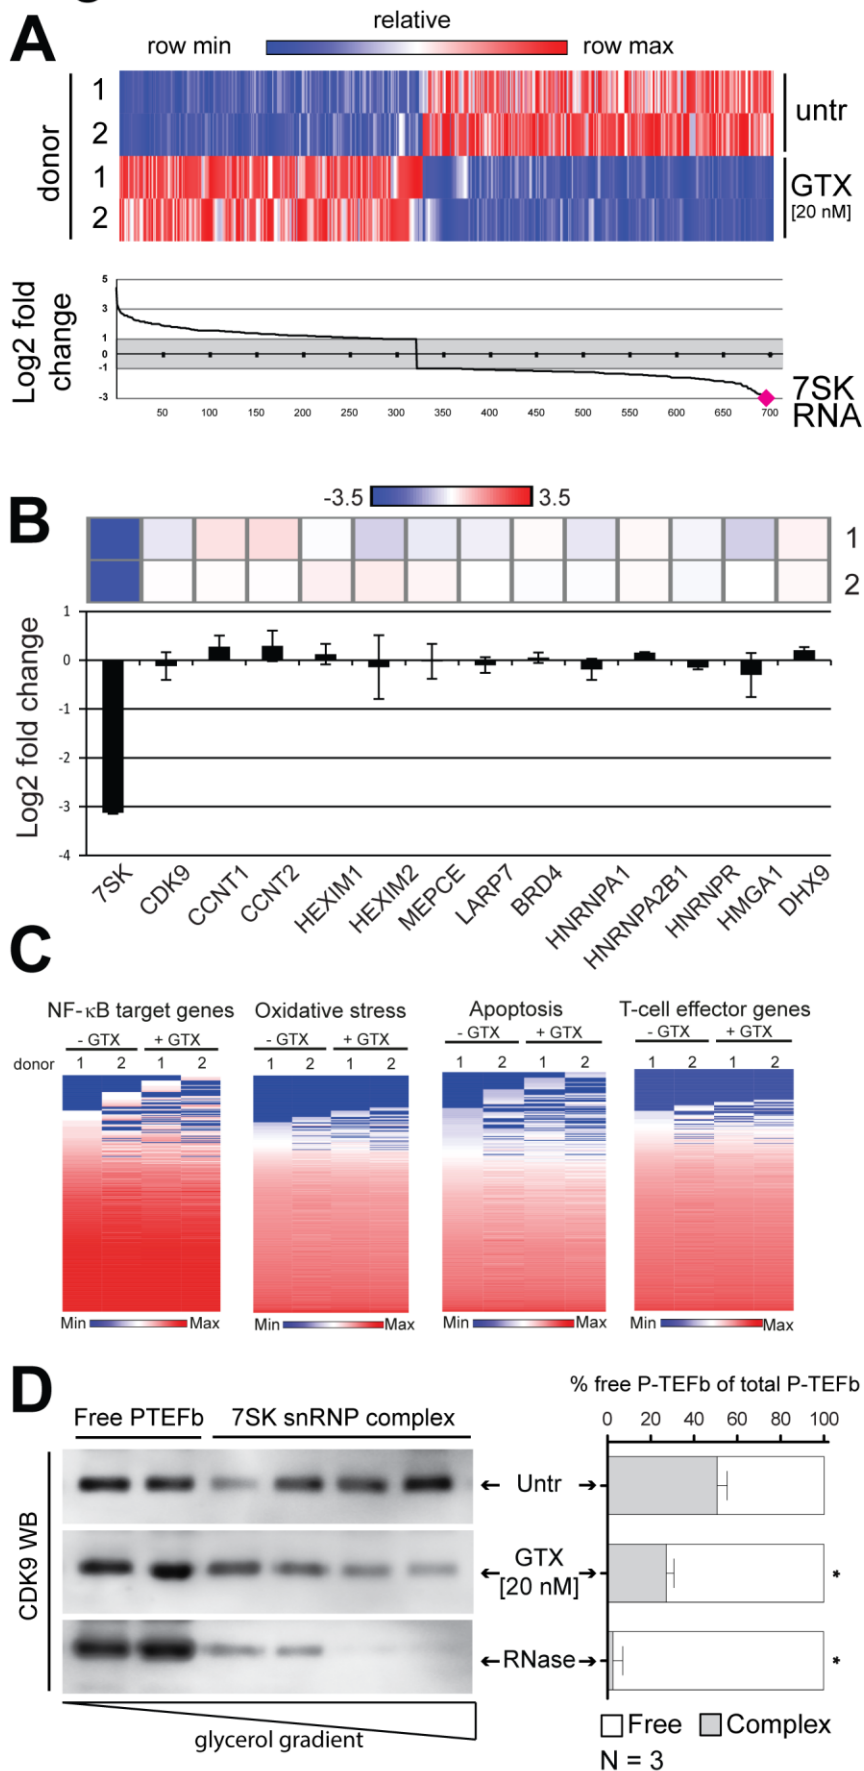 A
relative
row min
row max
donor
1
2
1
2
untr
GTX
[20 nM]
Log2 fold
change
5
3
1
0
-1
-3
50 100 150 200 250 300 350 400 450 500 550 600 650 700
7SK
RNA
B
-3.5
3.5
1
2
Log2 fold change
1
0
-1
-2
-3
-4
7SK CDK9 CCNT1 CCNT2 HEXIM1 HEXIM2 MEPCE LARP7 BRD4 HNRNPA1 HNRNPA2B1 HNRNPR HMGA1 DHX9
C
NF-κB target genes
Oxidative stress
Apoptosis
T-cell effector genes
- GTX + GTX
- GTX + GTX
- GTX + GTX
- GTX + GTX
donor 1 2 1 2
1 2 1 2
1 2 1 2
1 2 1 2
Min Max
Min Max
Min Max
Min Max
D
% free P-TEFb of total P-TEFb
Free PTEFb
7SK snRNP complex
0 20 40 60 80 100
CDK9 WB
← Untr →
← GTX →
[20 nM]
*
←RNase→
*
glycerol gradient
Free
Complex
N = 3